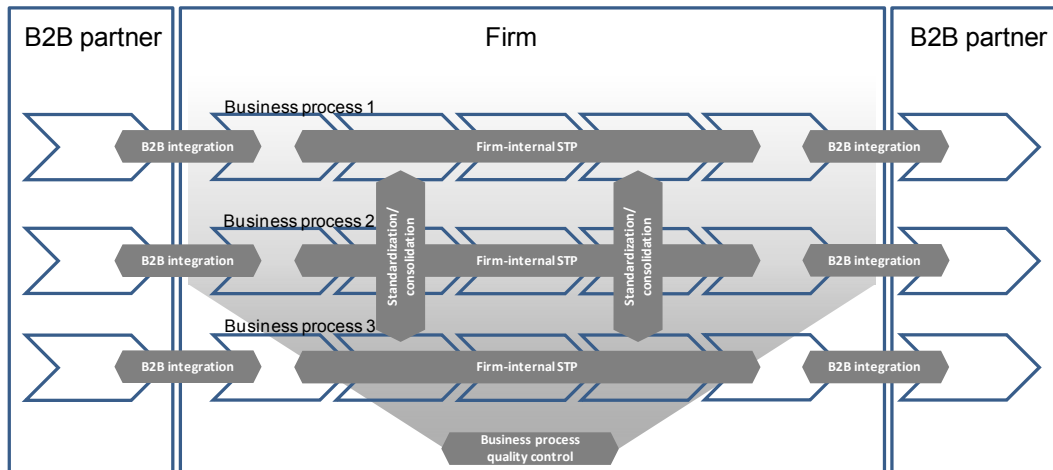 B2B partner
Firm
B2B partner
Business process 1
B2B integration
Firm-internal STP
B2B integration
Standardization/
consolidation
Standardization/
consolidation
Business process 2
B2B integration
Firm-internal STP
B2B integration
Business process 3
B2B integration
Firm-internal STP
B2B integration
Business process
quality control